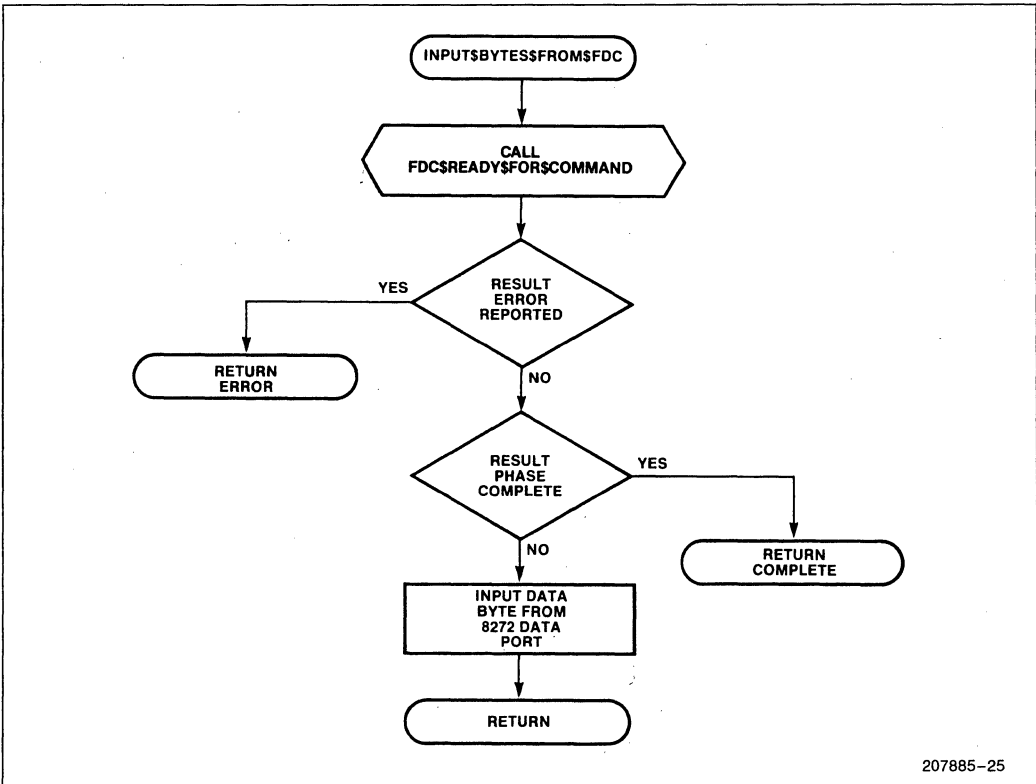 INPUT$BYTES$FROM$FDC
CALL
FDC$READY$FOR$COMMAND
RESULT
ERROR
REPORTED
YES
RETURN
ERROR
NO
RESULT
PHASE
COMPLETE
YES
RETURN
COMPLETE
NO
INPUT DATA
BYTE FROM
8272 DATA
PORT
RETURN
207885-25